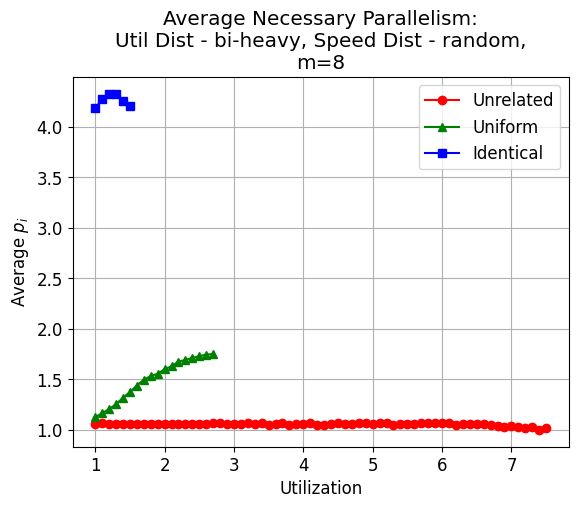 Average Necessary Parallelism:
Util Dist - bi-heavy, Speed Dist - random,
m=8
Unrelated
Uniform
Identical
4.0
3.5
3.0
2.5
2.0
1.5
1.0
Average p_i
1 2 3 4 5 6 7
Utilization